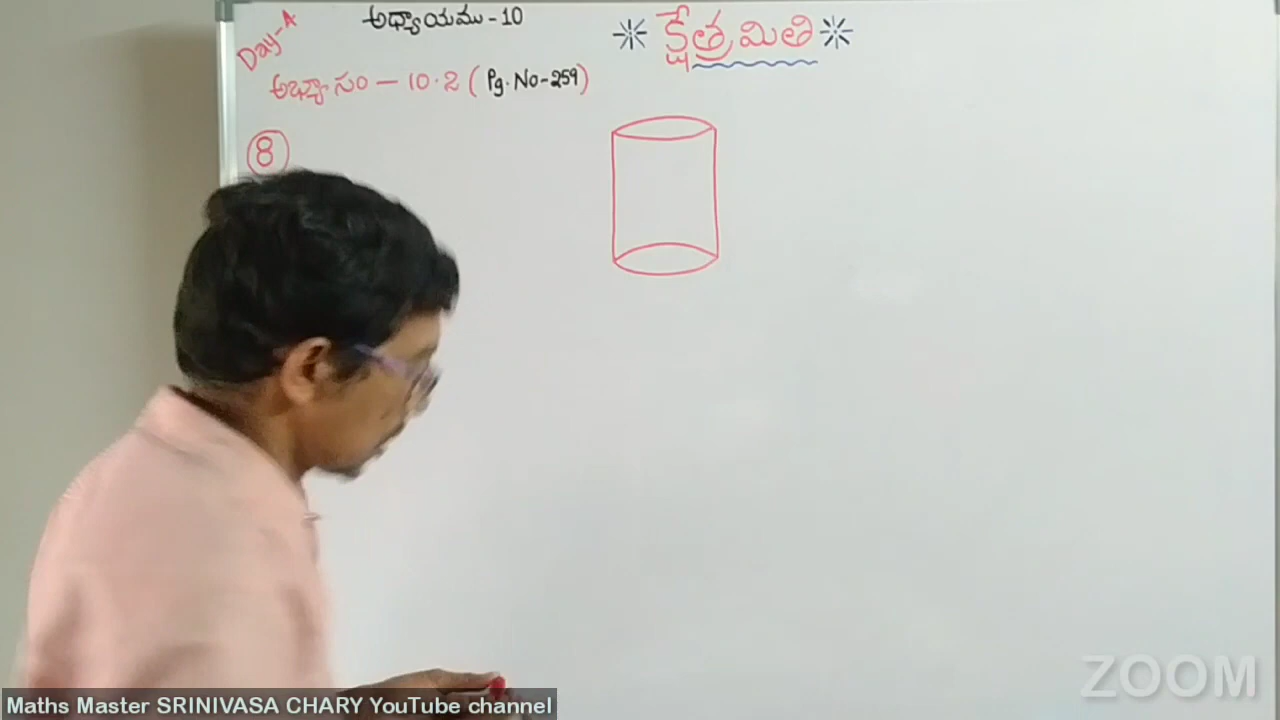 Day-A
అధ్యాయము-10
* క్షేత్రమితి *
అభ్యాసం - 10.2 (Pg.No-259)
8
ZOOM
Maths Master SRINIVASA CHARY YouTube channel